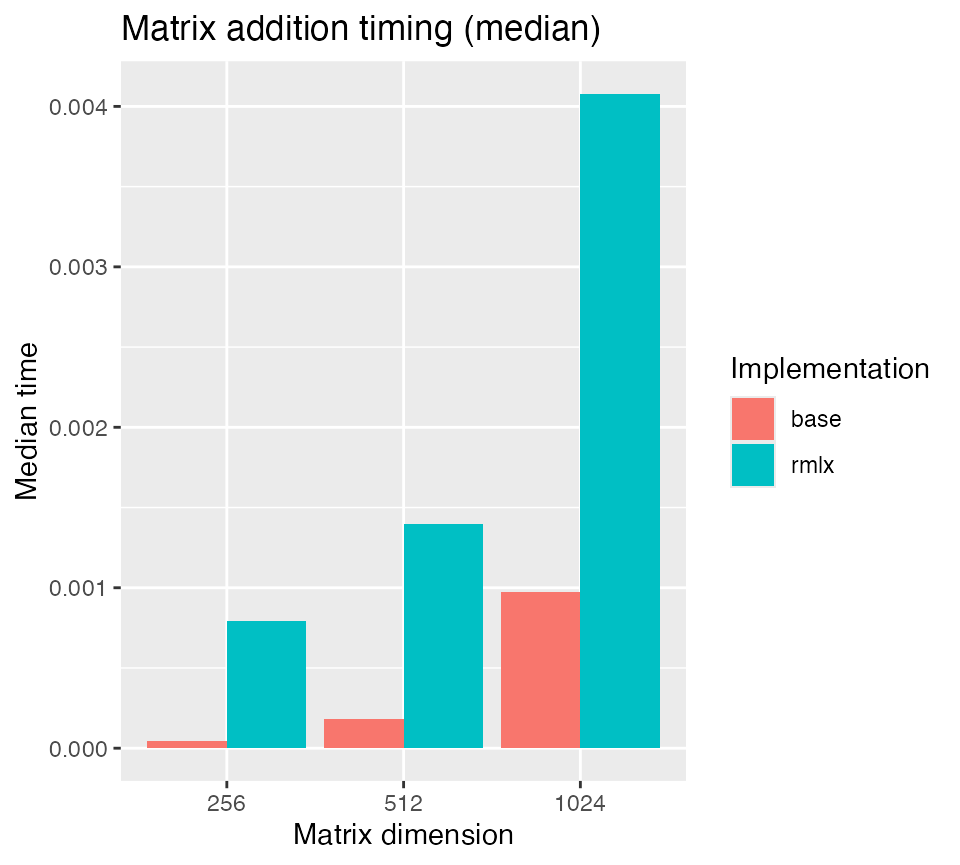 Matrix addition timing (median)
0.004
0.003
0.002
0.001
0.000
Median time
256 512 1024
Matrix dimension
Implementation
base
rmlx